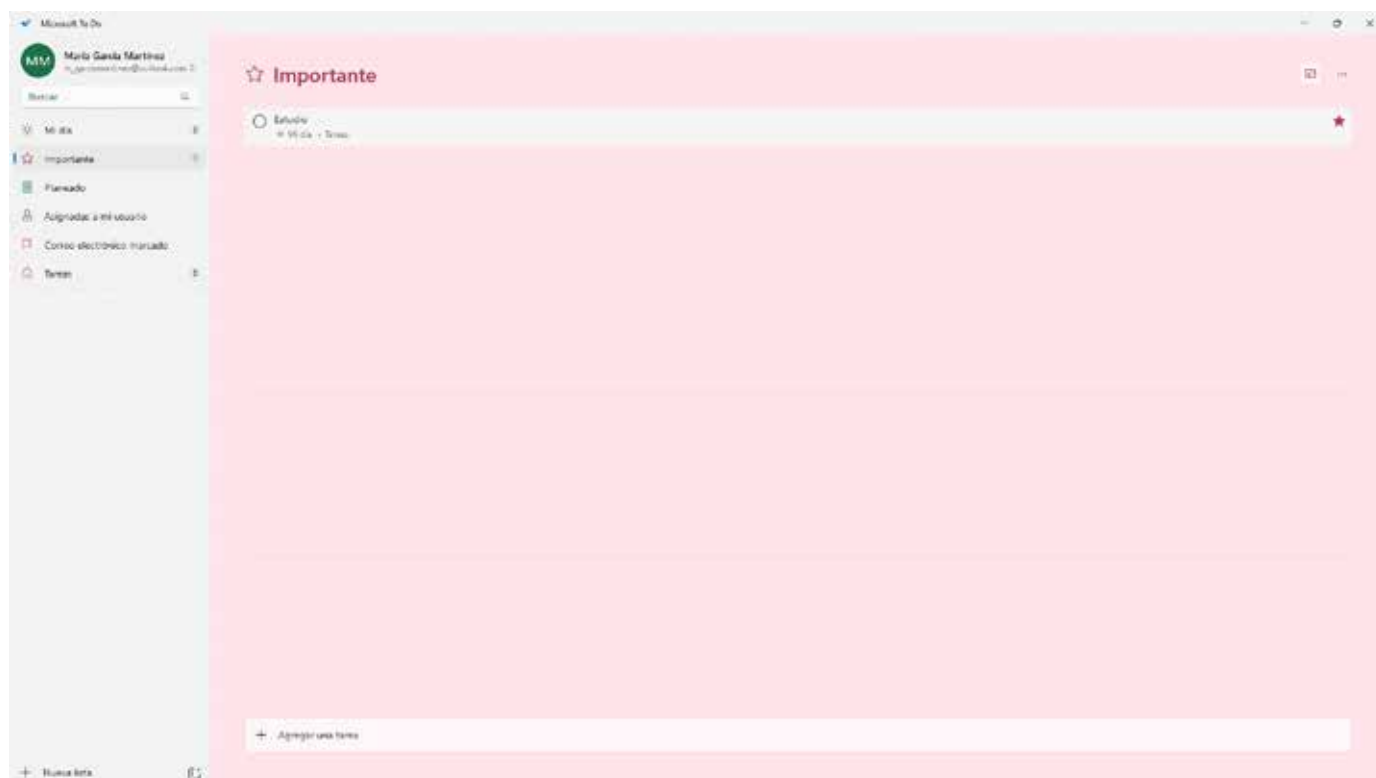 Microsoft To Do
MM
María García Martínez
Buscar
Mi día
Importante
Planeado
Asignadas a mi usuario
Correo electrónico marcado
Tareas
Nueva lista
Importante
Estudio
Mi día • Tareas
Agregar una tarea